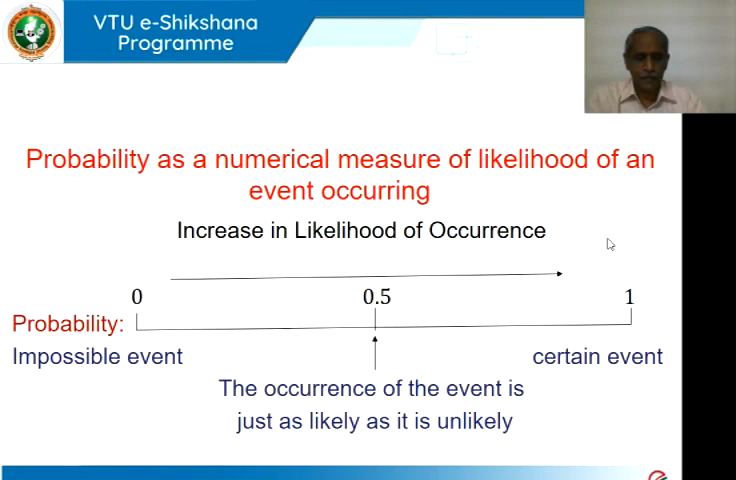 VTU e-Shikshana
Programme
Probability as a numerical measure of likelihood of an
event occurring
Increase in Likelihood of Occurrence
0 0.5 1
Probability:
Impossible event certain event
The occurrence of the event is
just as likely as it is unlikely